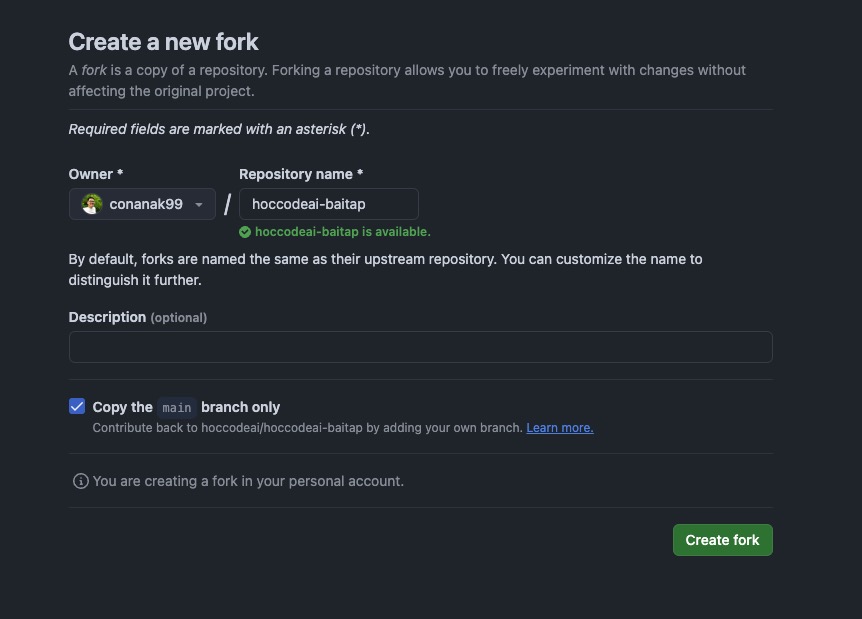 Create a new fork
A fork is a copy of a repository. Forking a repository allows you to freely experiment with changes without
affecting the original project.
Required fields are marked with an asterisk (*).
Owner *
Repository name *
conanak99
/
hoccodeai-baitap
hoccodeai-baitap is available.
By default, forks are named the same as their upstream repository. You can customize the name to
distinguish it further.
Description (optional)
Copy the main branch only
Contribute back to hoccodeai/hoccodeai-baitap by adding your own branch. Learn more.
You are creating a fork in your personal account.
Create fork